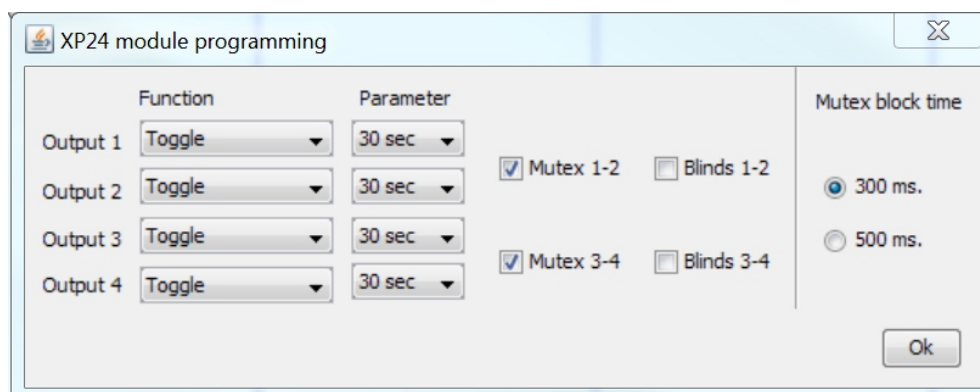 XP24 module programming
Function Parameter Mutex block time
Output 1 Toggle 30 sec
Mutex 1-2 Blinds 1-2
Output 2 Toggle 30 sec
300 ms.
Output 3 Toggle 30 sec
500 ms.
Mutex 3-4 Blinds 3-4
Output 4 Toggle 30 sec
Ok